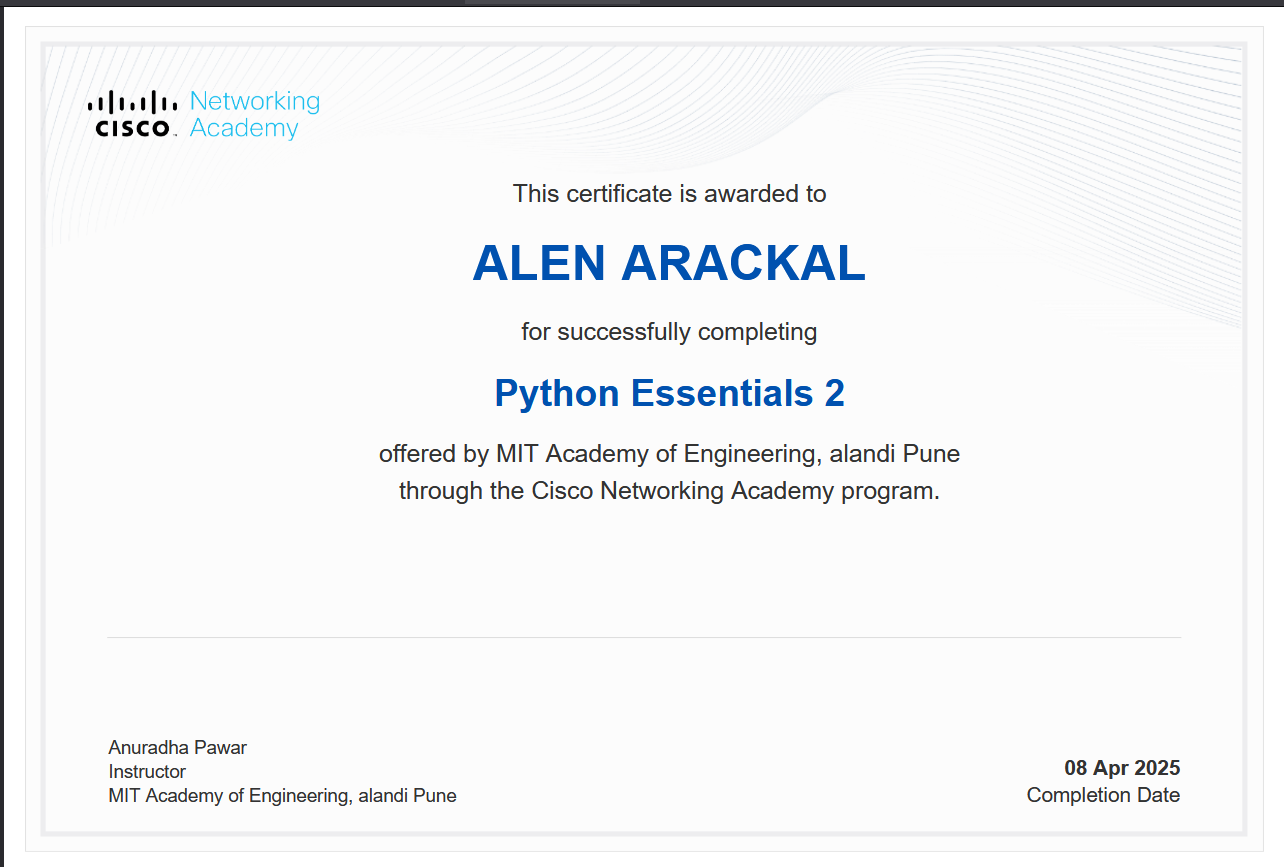 CISCO Networking
Academy
This certificate is awarded to
ALEN ARACKAL
for successfully completing
Python Essentials 2
offered by MIT Academy of Engineering, alandi Pune
through the Cisco Networking Academy program.
Anuradha Pawar
Instructor
MIT Academy of Engineering, alandi Pune
08 Apr 2025
Completion Date